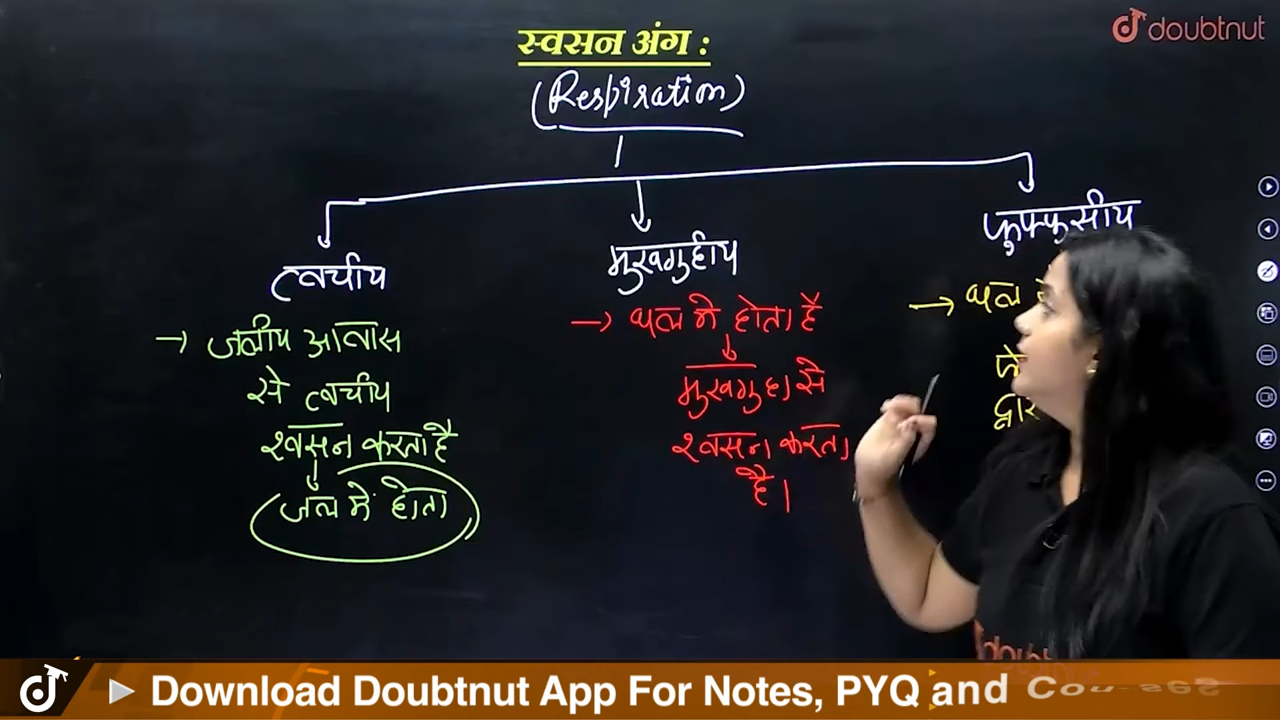 doubtnut
स्वसन अंग :
(Respiration)
त्वचीय
मुखगुहीय
फुफ्फुसीय
→ जलीय आवास
से त्वचीय
श्वसन करता है
जल में होता
→ थल में होता है
मुखगुहा से
श्वसन करता
है।
→ थल
द्वार
doubtnut
Download Doubtnut App For Notes, PYQ and